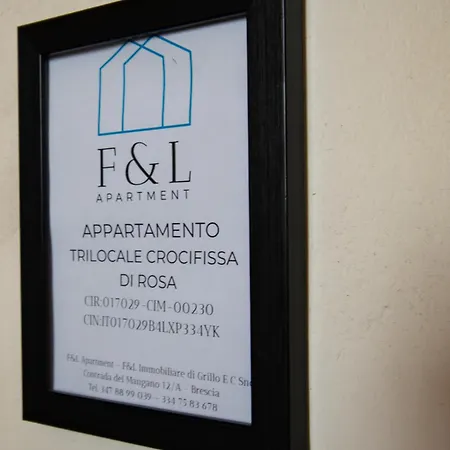 F&L
APARTMENT
APPARTAMENTO
TRILOCALE CROCIFISSA
DI ROSA
CIR:017029-CIM-00230
CIN:IT017029B4LXP334YK
F&L Apartment – F&L Immobiliare di Grillo E C Snc
Contrada del Mangano 12/A – Brescia
Tel. 347 88 99 039 – 334 75 83 678